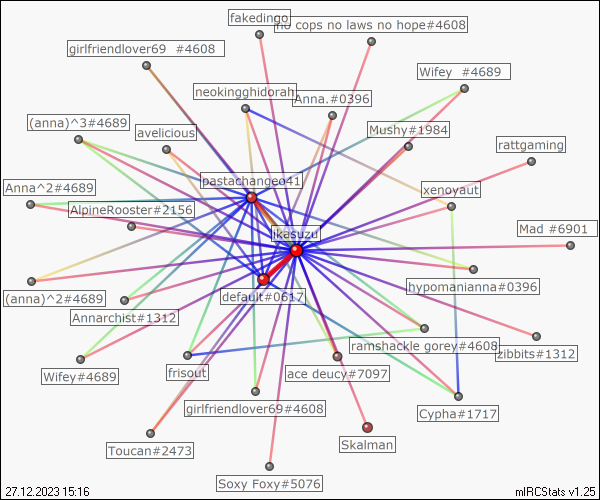 fakedingo
no cops no laws no hope#4608
girlfriendlover69 #4608
Wifey #4689
neokingghidorah
Anna.#0396
(anna)^3#4689
avelicious
Mushy#1984
rattgaming
pastachangeo41
Anna^2#4689
xenoyaut
AlpineRooster#2156
jkasuzu
Mad #6901
(anna)^2#4689
default#0617
hypomanianna#0396
Annarchist#1312
ramshackle gorey#4608
zibbits#1312
Wifey#4689
frisout
ace deucy#7097
girlfriendlover69#4608
Cypha#1717
Toucan#2473
Skalman
Soxy Foxy#5076
27.12.2023 15:16
mIRCStats v1.25